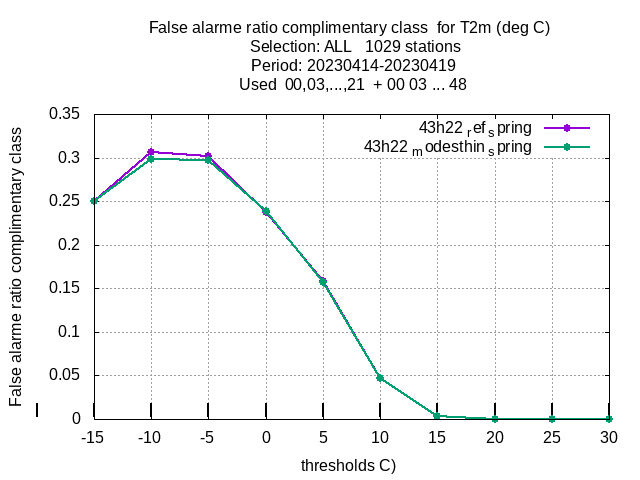 False alarme ratio complimentary class  for T2m (deg C)
Selection: ALL   1029 stations
Period: 20230414-20230419
Used  00,03,...,21  + 00 03 ... 48
43h22 ref spring
43h22 modesthin spring
False alarme ratio complimentary class
0.35
0.3
0.25
0.2
0.15
0.1
0.05
0
-15 -10 -5 0 5 10 15 20 25 30
thresholds C)